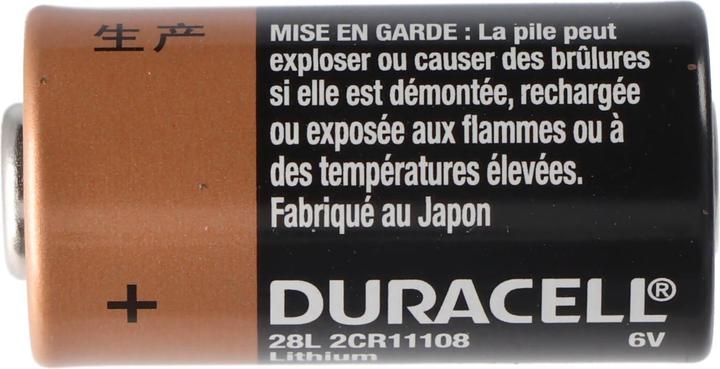 生产
MISE EN GARDE : La pile peut
exploser ou causer des brûlures
si elle est démontée, rechargée
ou exposée aux flammes ou à
des températures élevées.
Fabriqué au Japon
+
DURACELL®
28L 2CR11108 6V
Lithium